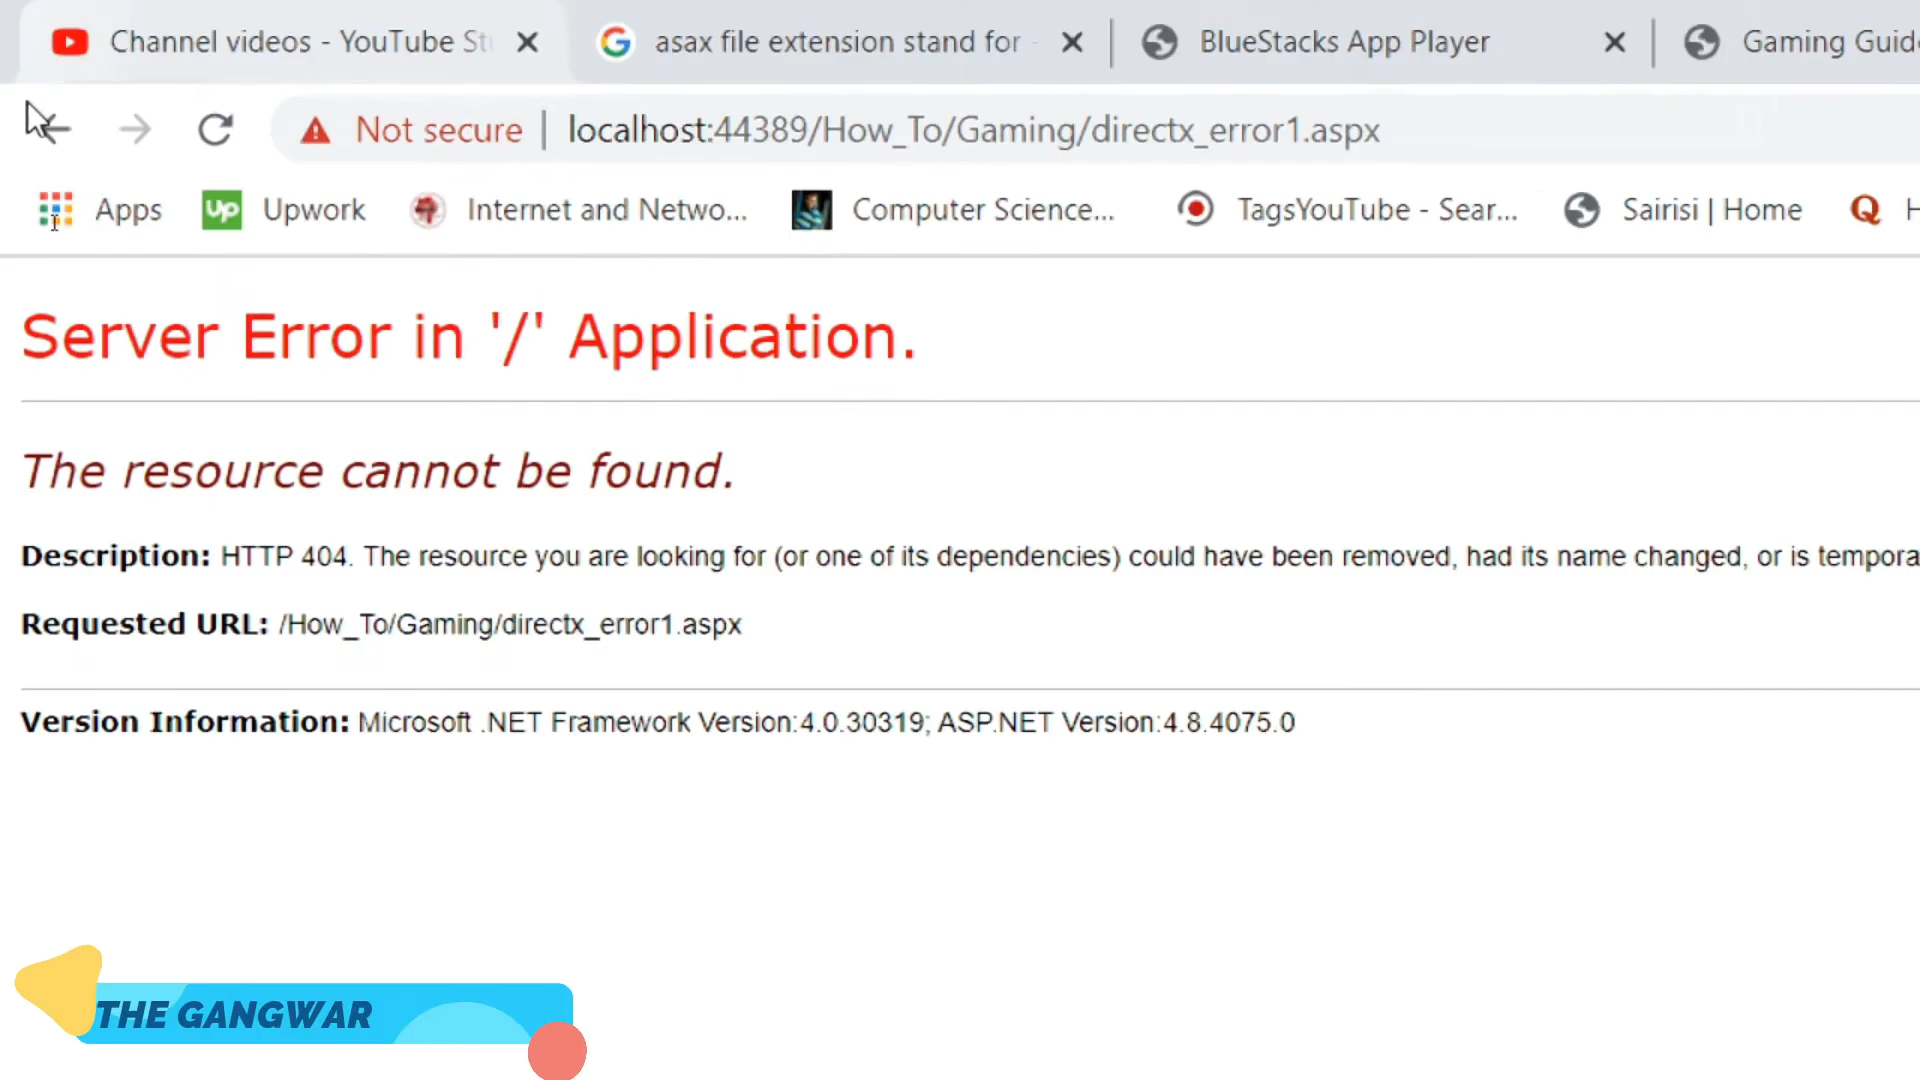 Channel videos - YouTube St
asax file extension stand for -
BlueStacks App Player
Gaming Guid
Not secure | localhost:44389/How_To/Gaming/directx_error1.aspx
Apps
Up Upwork
Internet and Netwo...
Computer Science...
TagsYouTube - Sear...
Sairisi | Home
Q H
Server Error in '/' Application.
The resource cannot be found.
Description: HTTP 404. The resource you are looking for (or one of its dependencies) could have been removed, had its name changed, or is tempora
Requested URL: /How_To/Gaming/directx_error1.aspx
Version Information: Microsoft .NET Framework Version:4.0.30319; ASP.NET Version:4.8.4075.0
THE GANGWAR